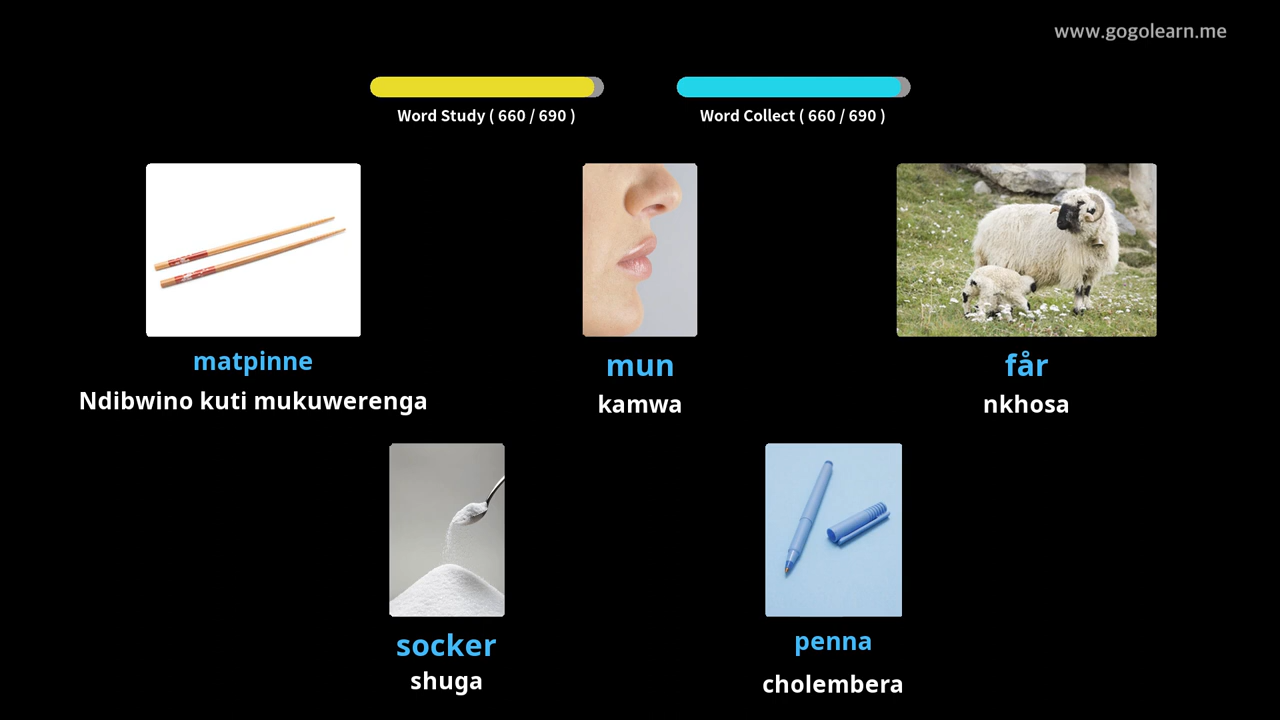 www.gogolearn.me
Word Study ( 660 / 690 )
Word Collect ( 660 / 690 )
matpinne
Ndibwino kuti mukuwerenga
mun
kamwa
får
nkhosa
socker
shuga
penna
cholembera